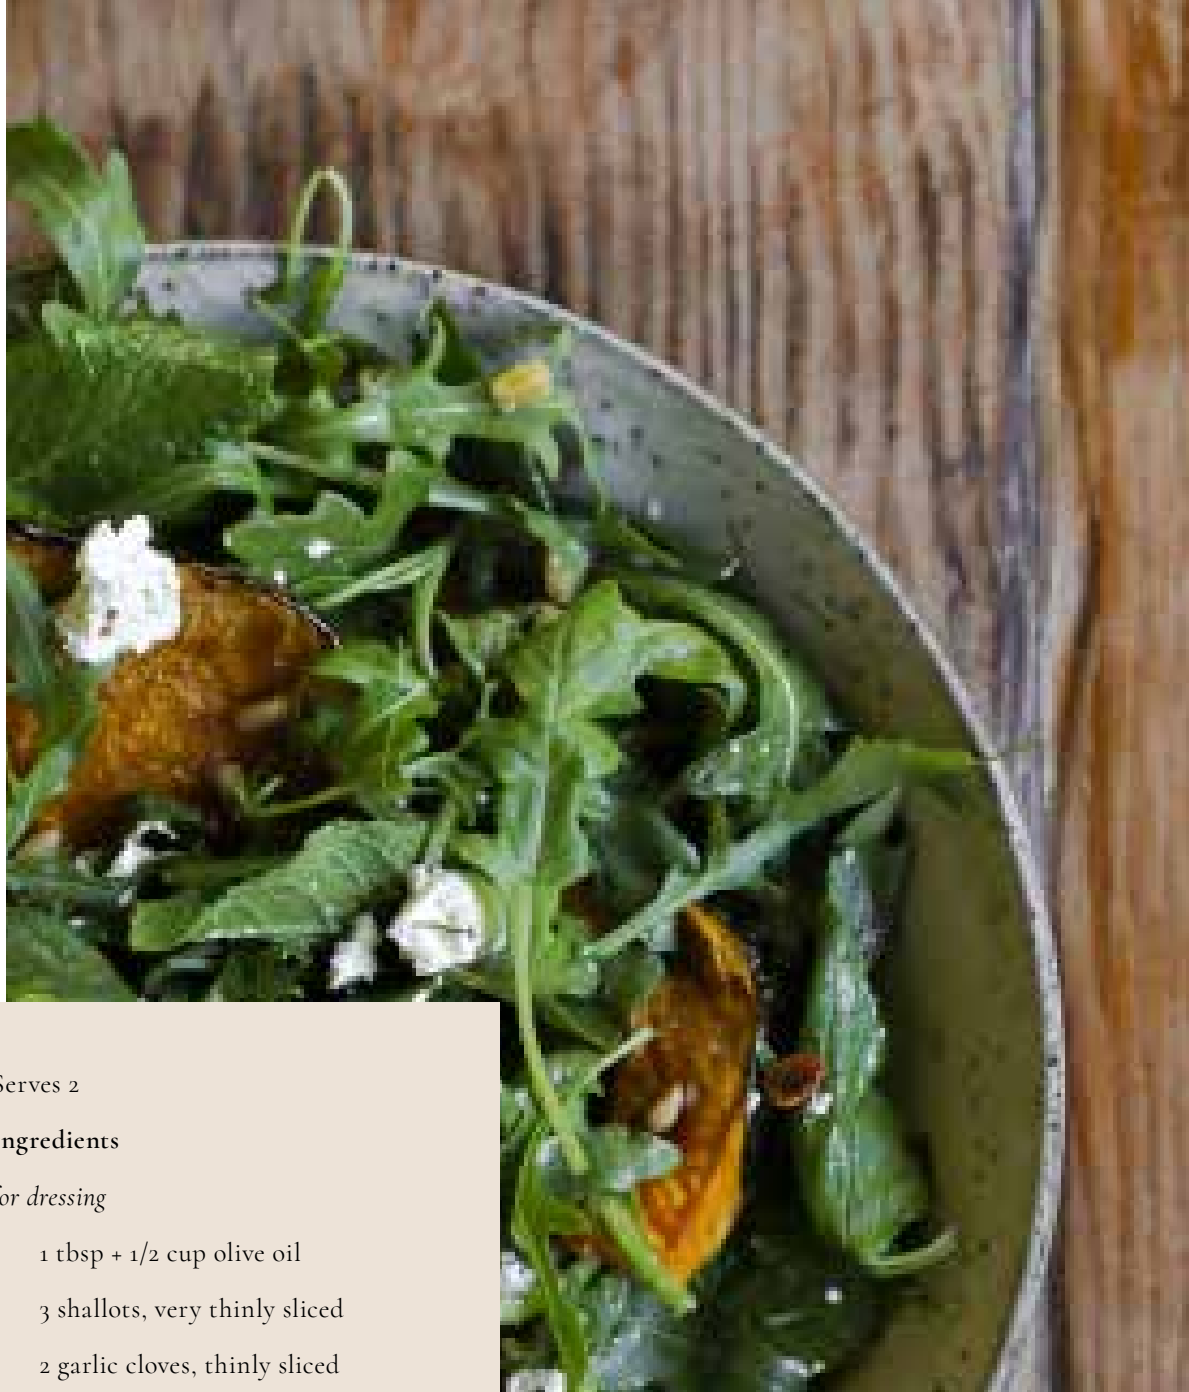 Serves 2
ngredients
for dressing
1 tbsp + 1/2 cup olive oil
3 shallots, very thinly sliced
2 garlic cloves, thinly sliced